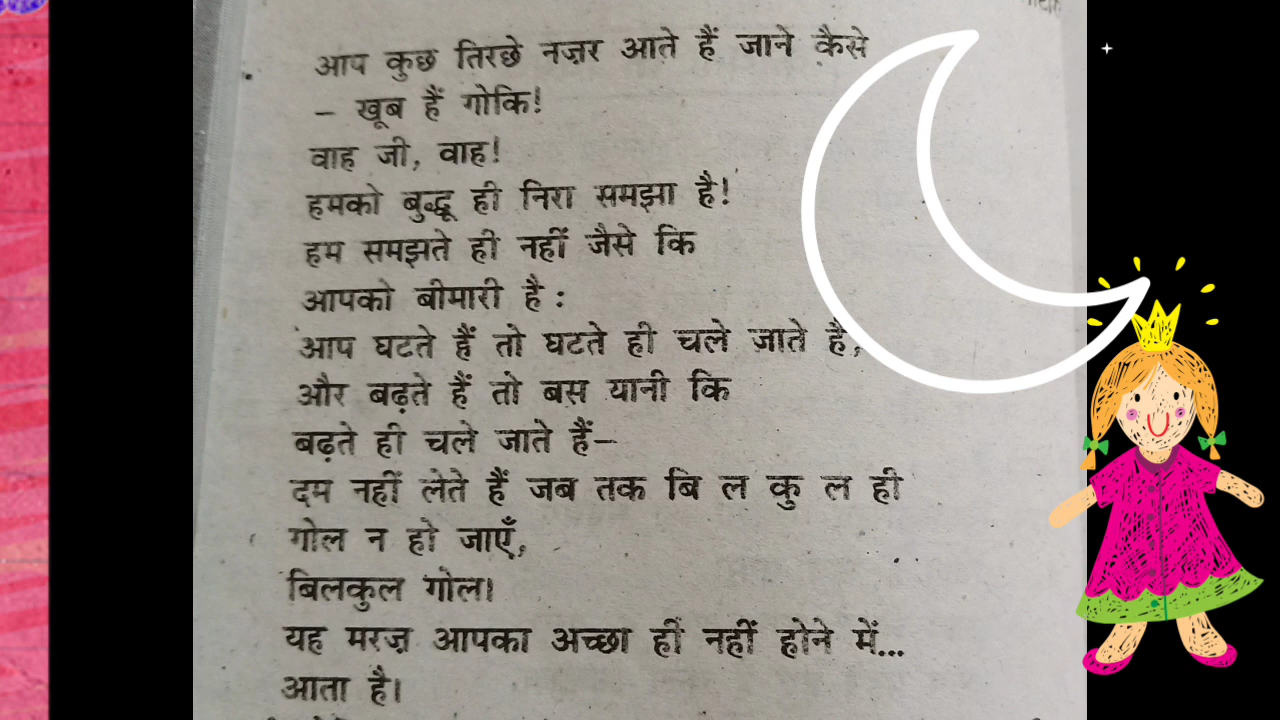 आप कुछ तिरछे नज़र आते हैं जाने कैसे
– खूब हैं गोकि!
वाह जी, वाह!
हमको बुद्धू ही निरा समझा है!
हम समझते ही नहीं जैसे कि
आपको बीमारी है :
आप घटते हैं तो घटते ही चले जाते हैं,
और बढ़ते हैं तो बस यानी कि
बढ़ते ही चले जाते हैं–
दम नहीं लेते हैं जब तक बि ल कु ल ही
गोल न हो जाएँ,
बिलकुल गोल।
यह मरज़ आपका अच्छा ही नहीं होने में...
आता है।